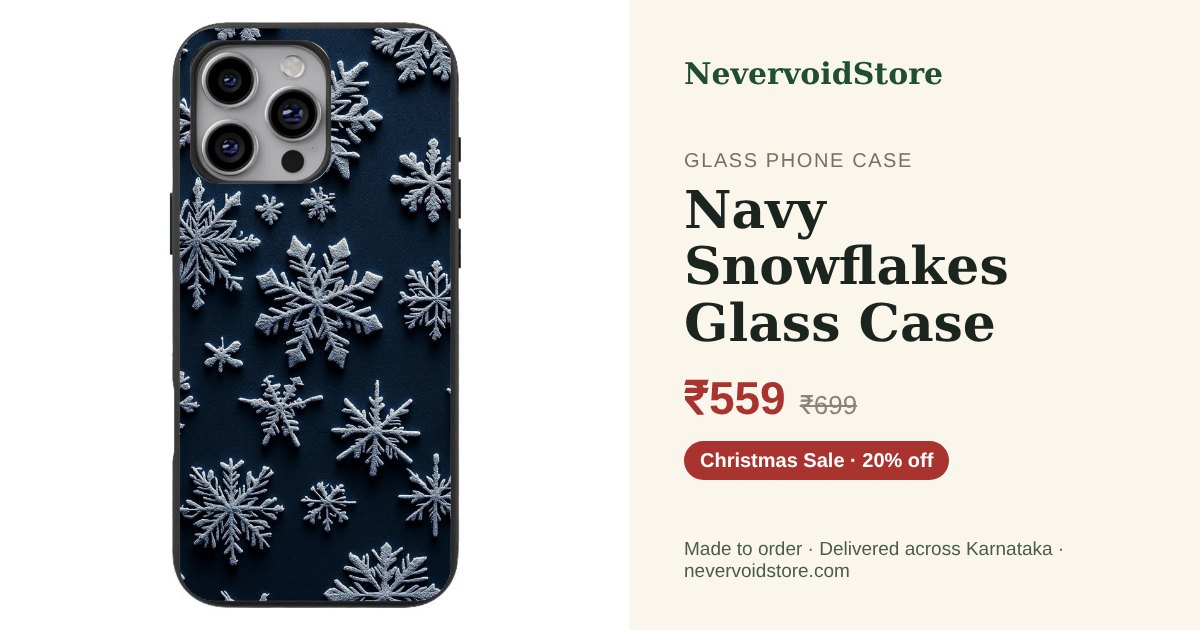 NevervoidStore
GLASS PHONE CASE
Navy
Snowflakes
Glass Case
₹559 ₹699
Christmas Sale · 20% off
Made to order · Delivered across Karnataka ·
nevervoidstore.com